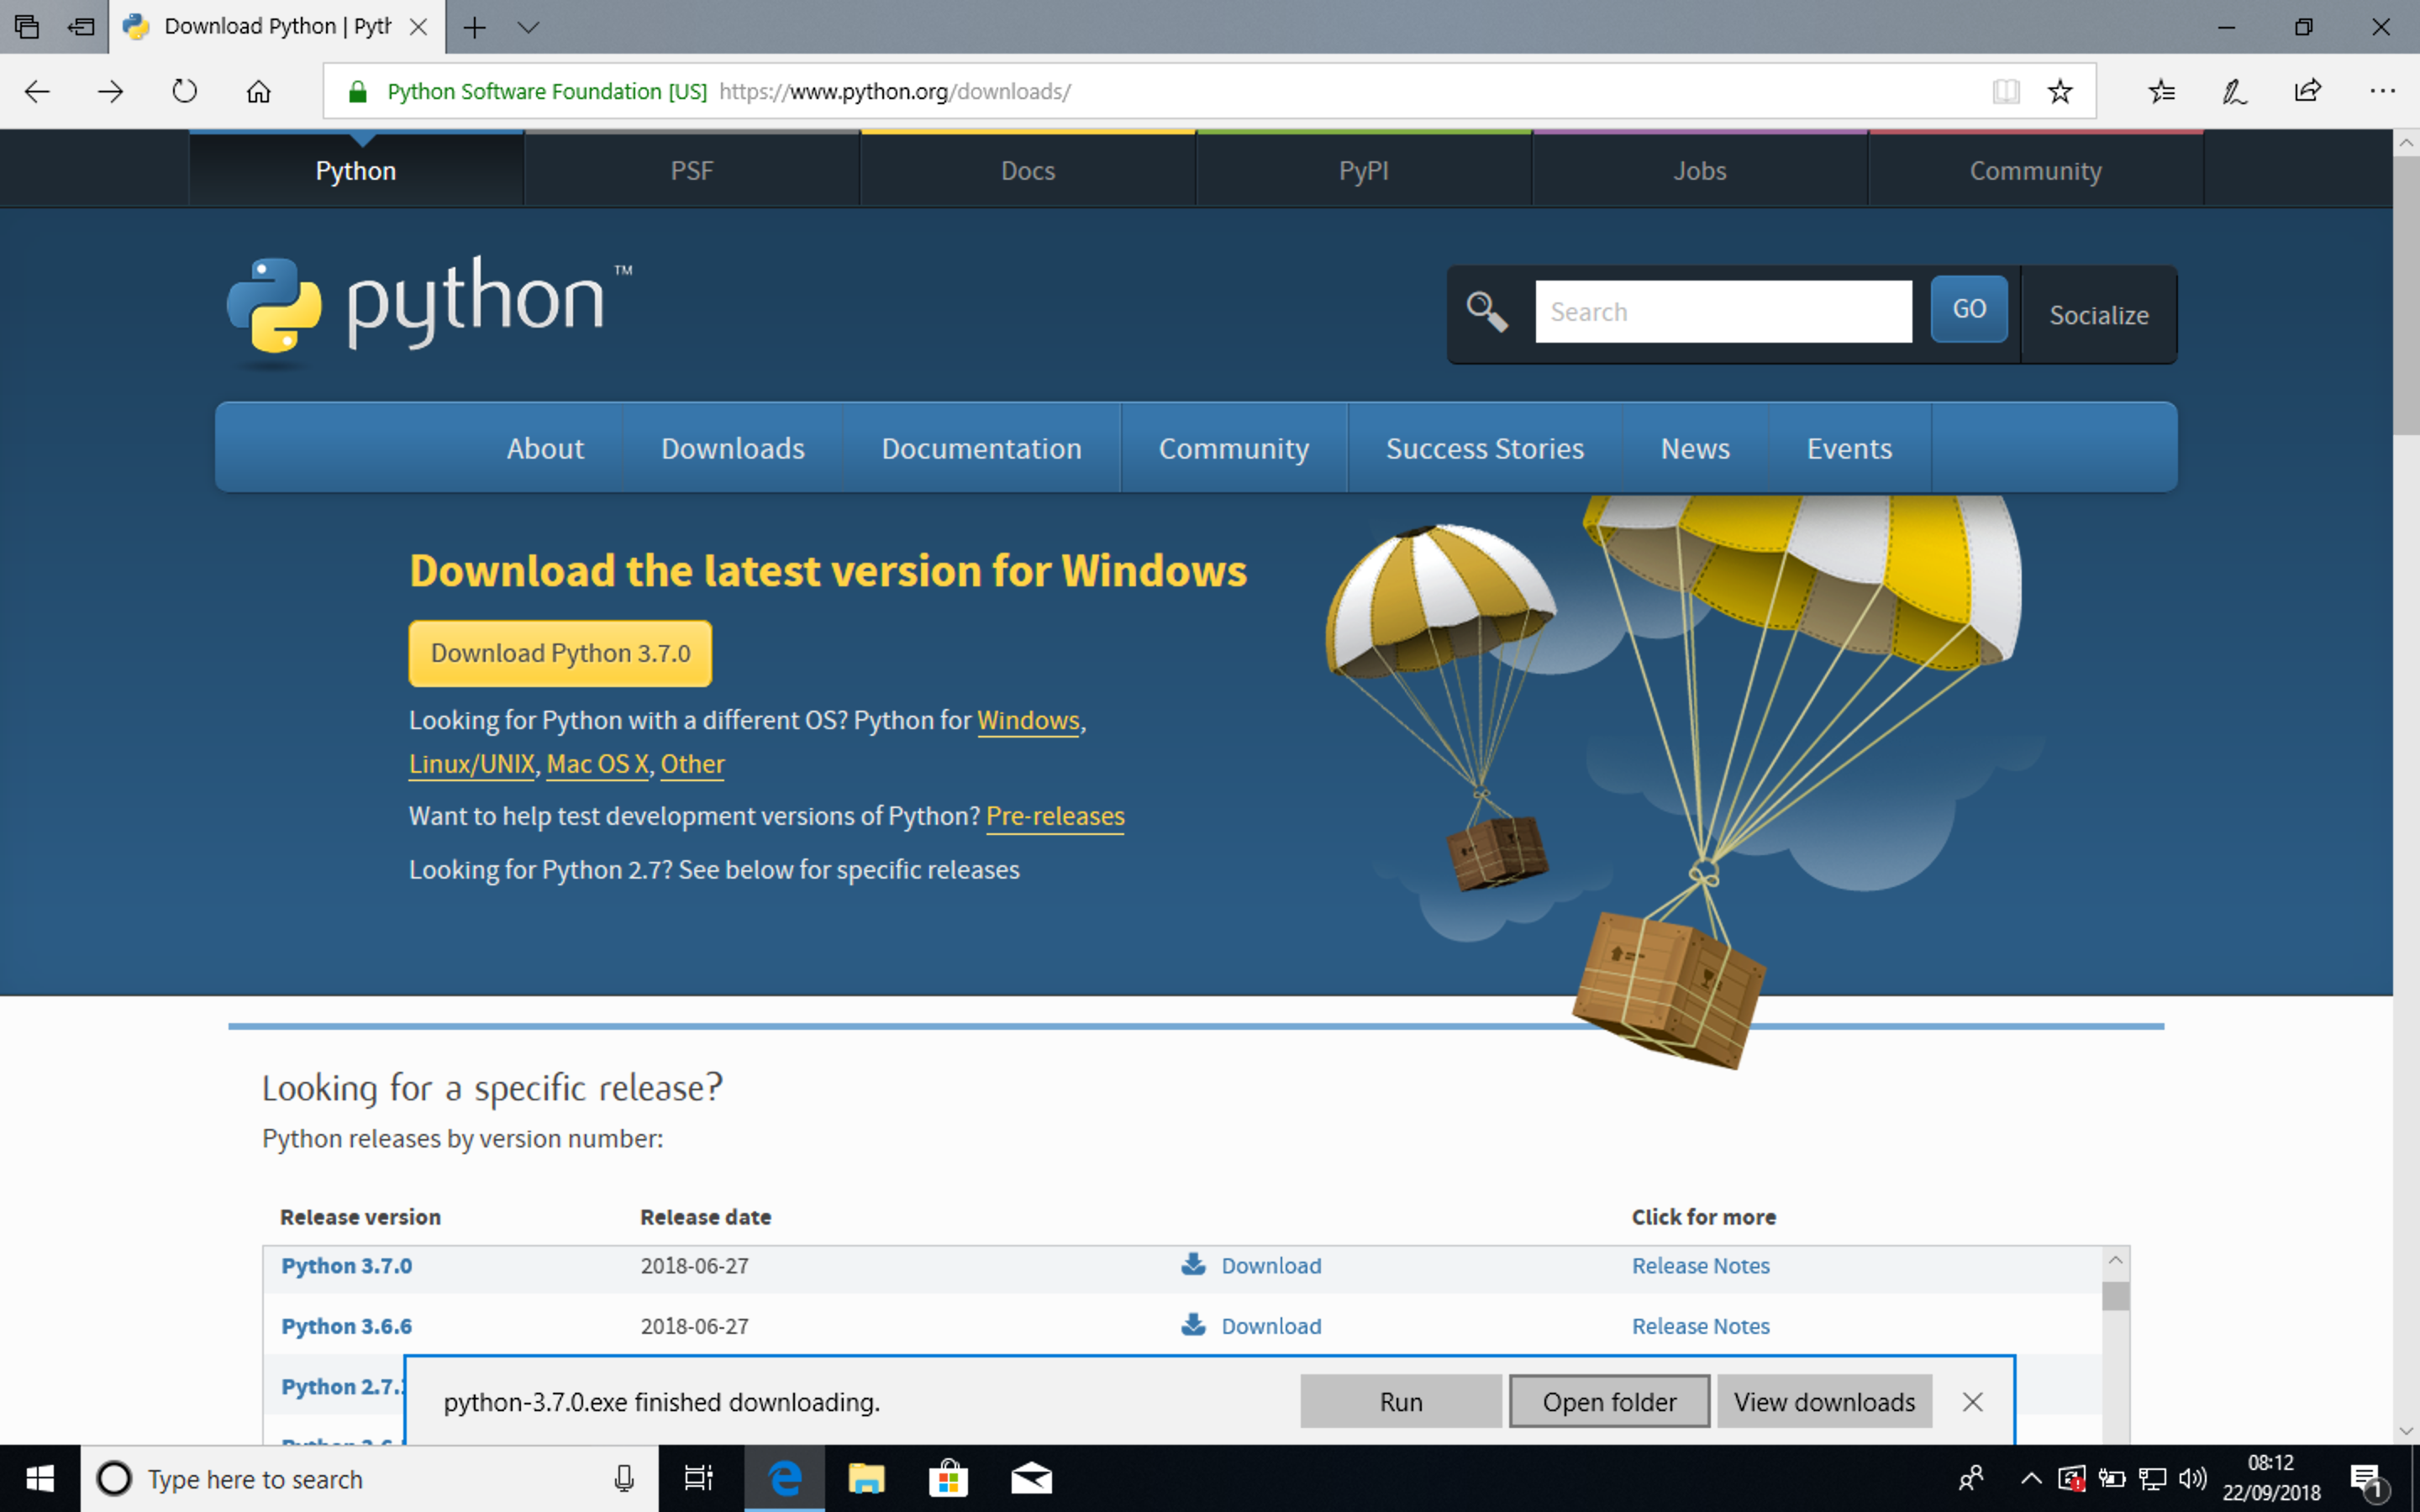 Download Python | Pyth
Python Software Foundation [US] https://www.python.org/downloads/
Python PSF Docs PyPI Jobs Community
python™
Search GO Socialize
About Downloads Documentation Community Success Stories News Events
Download the latest version for Windows
Download Python 3.7.0
Looking for Python with a different OS? Python for Windows,
Linux/UNIX, Mac OS X, Other
Want to help test development versions of Python? Pre-releases
Looking for Python 2.7? See below for specific releases
Looking for a specific release?
Python releases by version number:
Release version Release date Click for more
Python 3.7.0 2018-06-27 Download Release Notes
Python 3.6.6 2018-06-27 Download Release Notes
Python 2.7.
python-3.7.0.exe finished downloading. Run Open folder View downloads
Type here to search
08:12
22/09/2018
1